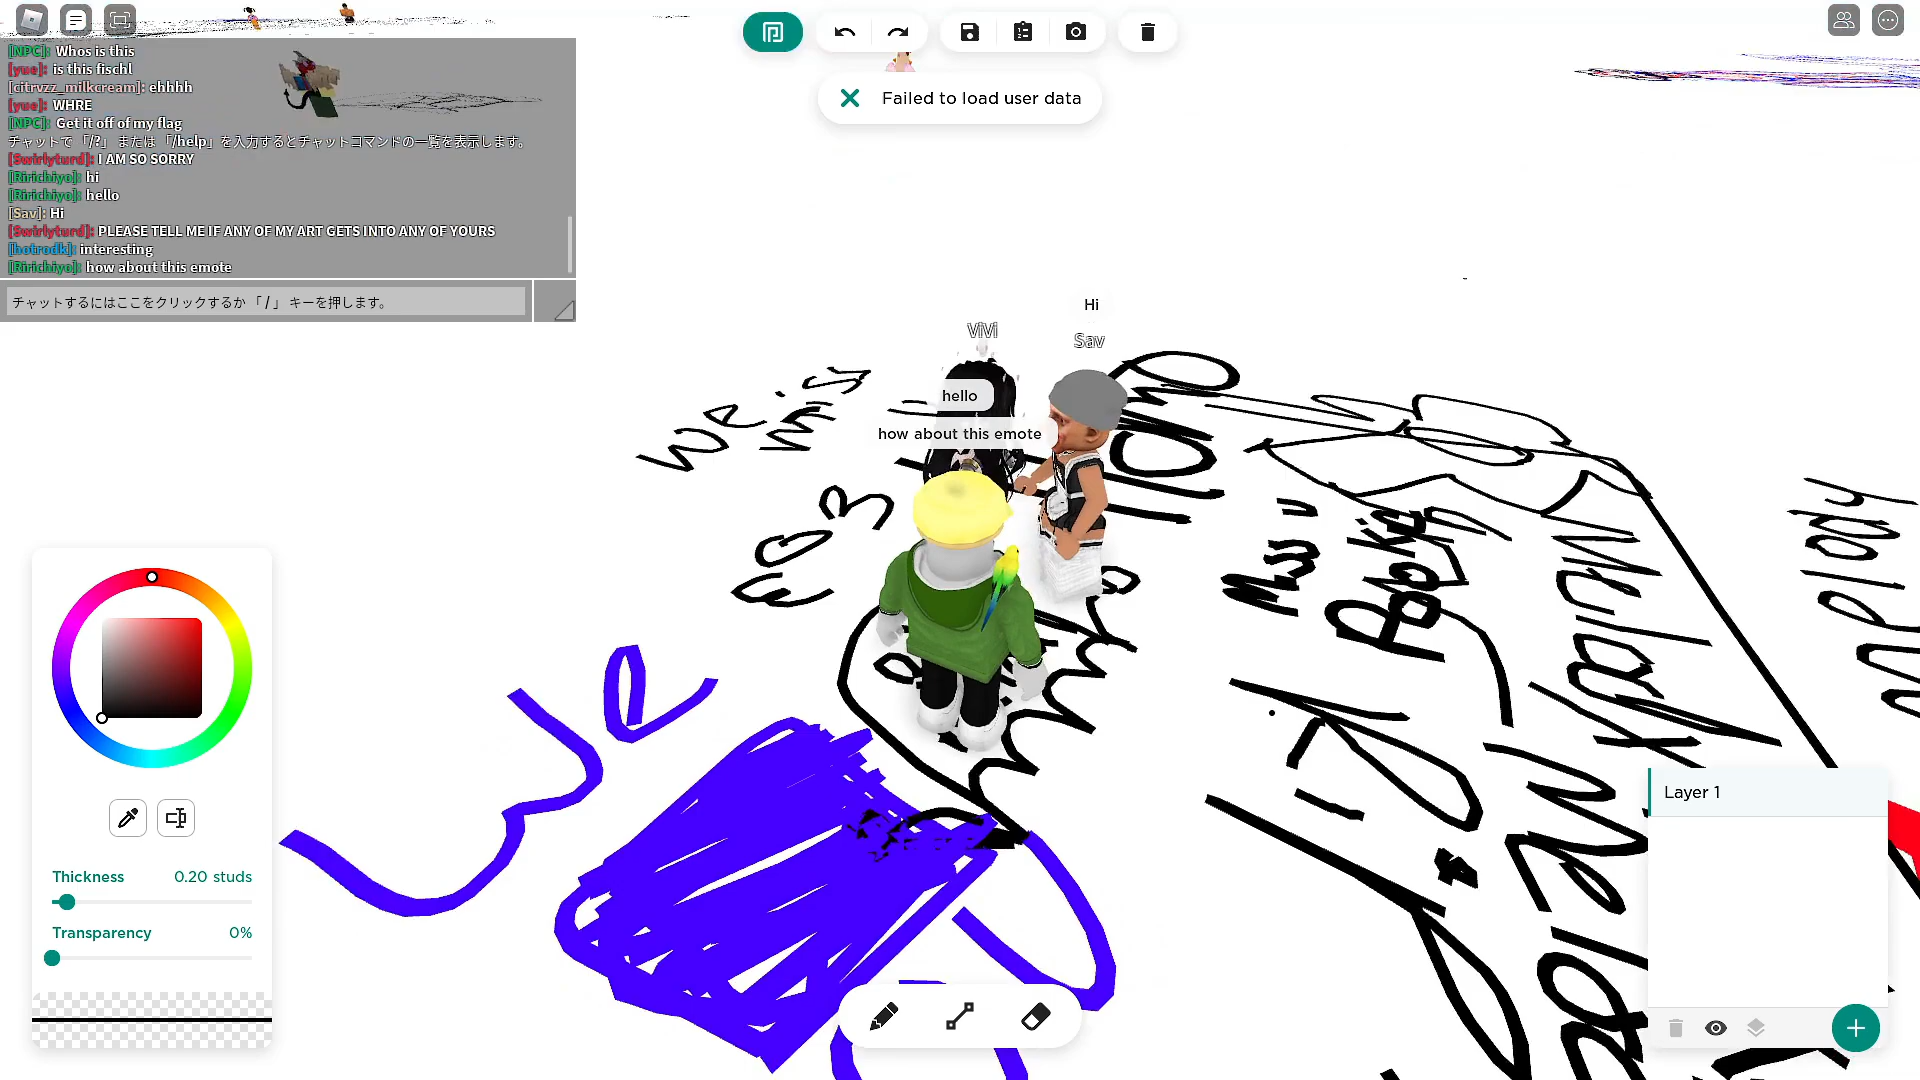 [NPC]: Whos is this
[yue]: is this fischl
[citrvzz_milkcream]: ehhhh
[yue]: WHRE
[NPC]: Get it off of my flag
チャットで 「/?」 または 「/help」を入力するとチャットコマンドの一覧を表示します。
[Swirlyturd]: I AM SO SORRY
[Ririchiyo]: hi
[Ririchiyo]: hello
[Sav]: Hi
[Swirlyturd]: PLEASE TELL ME IF ANY OF MY ART GETS INTO ANY OF YOURS
[hotrodk]: interesting
[Ririchiyo]: how about this emote
チャットするにはここをクリックするか 「 / 」 キーを押します。
Failed to load user data
Hi
ViVi
Sav
hello
how about this emote
we
miss
Thickness
0.20 studs
Transparency
0%
Layer 1